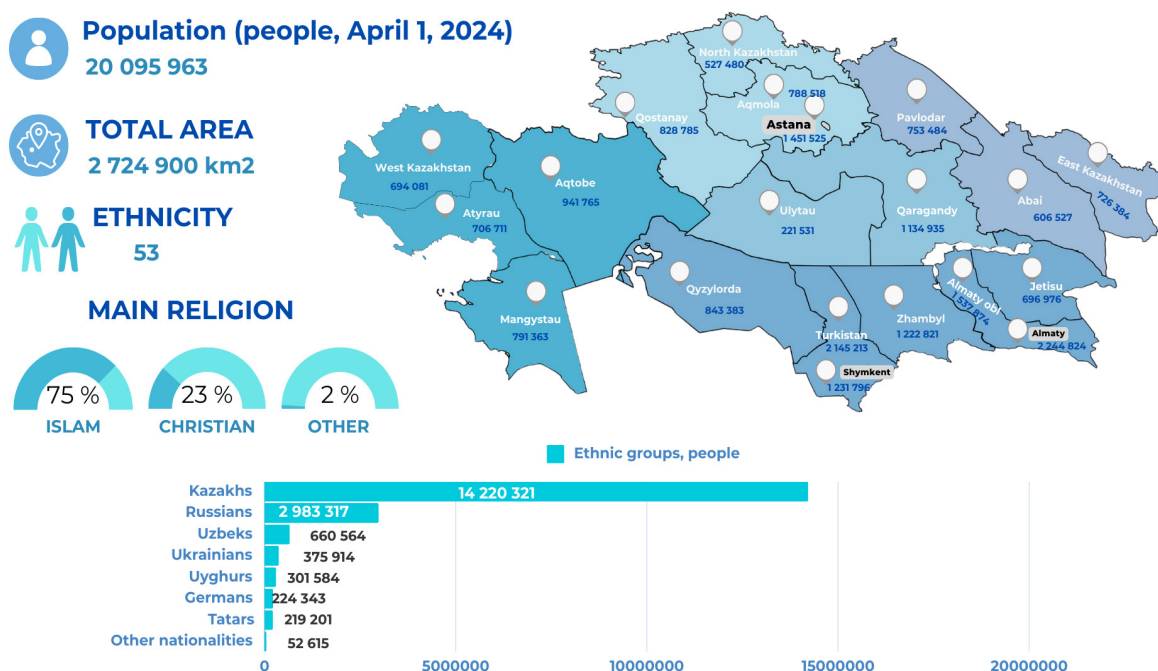 Population (people, April 1, 2024)
20 095 963
TOTAL AREA
2 724 900 km2
ETHNICITY
53
MAIN RELIGION
75 %
ISLAM
23 %
CHRISTIAN
2 %
OTHER
North Kazakhstan
527 480
Qostanay
828 785
788 518
Aqmola
Astana
1 451 525
Pavlodar
753 484
East Kazakhstan
726 384
Abai
606 527
West Kazakhstan
694 081
Atyrau
706 711
Aqtobe
941 765
Mangystau
791 363
Ulytau
221 531
Qaragandy
1 134 935
Qyzylorda
843 383
Turkistan
2 145 213
Zhambyl
1 222 821
Almaty obl
1 537 874
Jetisu
696 976
Almaty
2 244 824
Shymkent
1 231 796
Ethnic groups, people
Kazakhs 14 220 321
Russians 2 983 317
Uzbeks 660 564
Ukrainians 375 914
Uyghurs 301 584
Germans 224 343
Tatars 219 201
Other nationalities 52 615
0 5000000 10000000 15000000 20000000